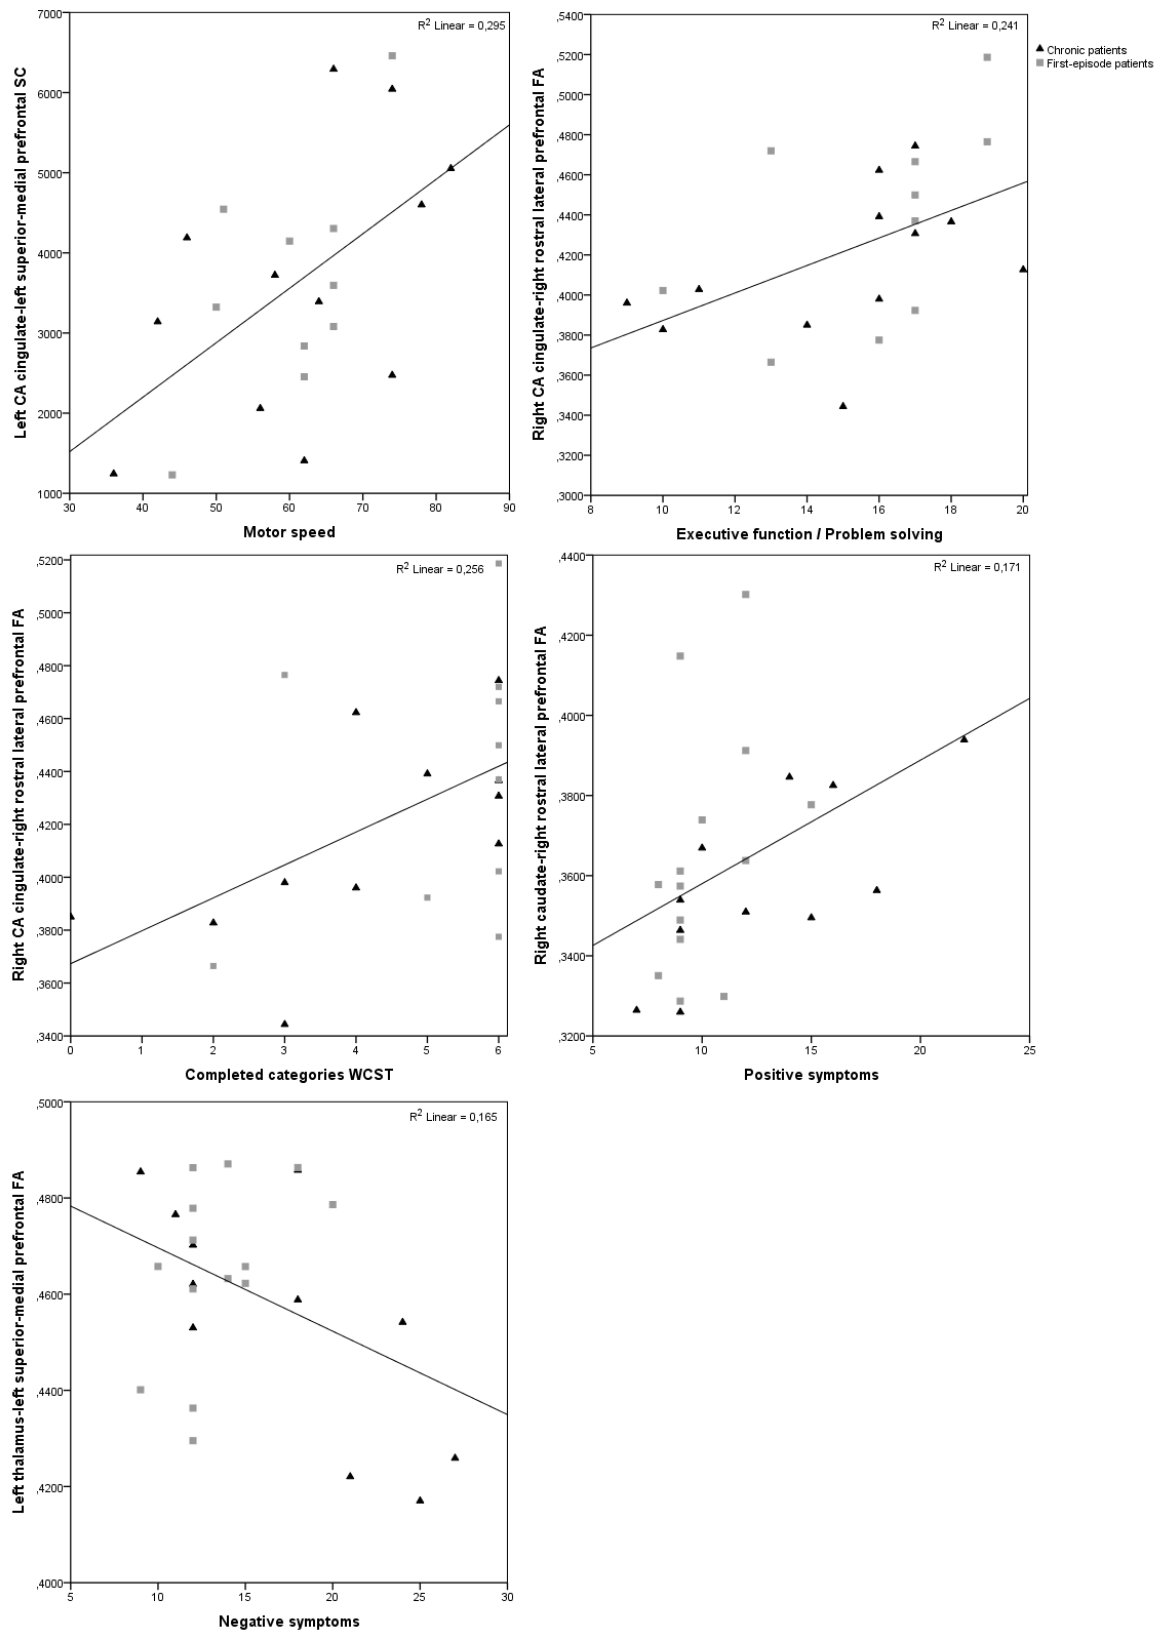 R² Linear = 0,295
7000
6000
5000
4000
3000
2000
1000
30 40 50 60 70 80 90
Left CA cingulate-left superior-medial prefrontal SC
Motor speed
R² Linear = 0,241
,5400
,5200
,5000
,4800
,4600
,4400
,4200
,4000
,3800
,3600
,3400
,3200
,3000
8 10 12 14 16 18 20
Right CA cingulate-right rostral lateral prefrontal FA
Executive function / Problem solving
Chronic patients
First-episode patients
R² Linear = 0,256
,5200
,5000
,4800
,4600
,4400
,4200
,4000
,3800
,3600
,3400
0 1 2 3 4 5 6
Right CA cingulate-right rostral lateral prefrontal FA
Completed categories WCST
R² Linear = 0,171
,4400
,4200
,4000
,3800
,3600
,3400
,3200
5 10 15 20 25
Right caudate-right rostral lateral prefrontal FA
Positive symptoms
R² Linear = 0,165
,5000
,4800
,4600
,4400
,4200
,4000
5 10 15 20 25 30
Left thalamus-left superior-medial prefrontal FA
Negative symptoms